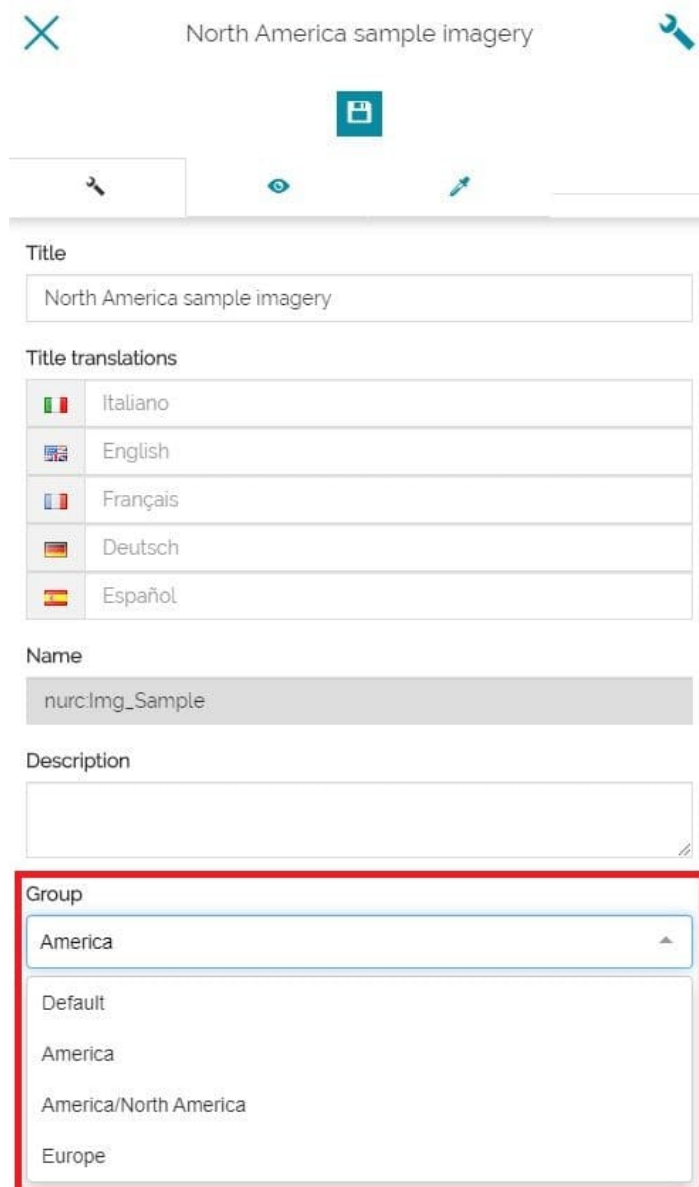 North America sample imagery
Title
North America sample imagery
Title translations
Italiano
English
Français
Deutsch
Español
Name
nurc:Img_Sample
Description
Group
America
Default
America
America/North America
Europe